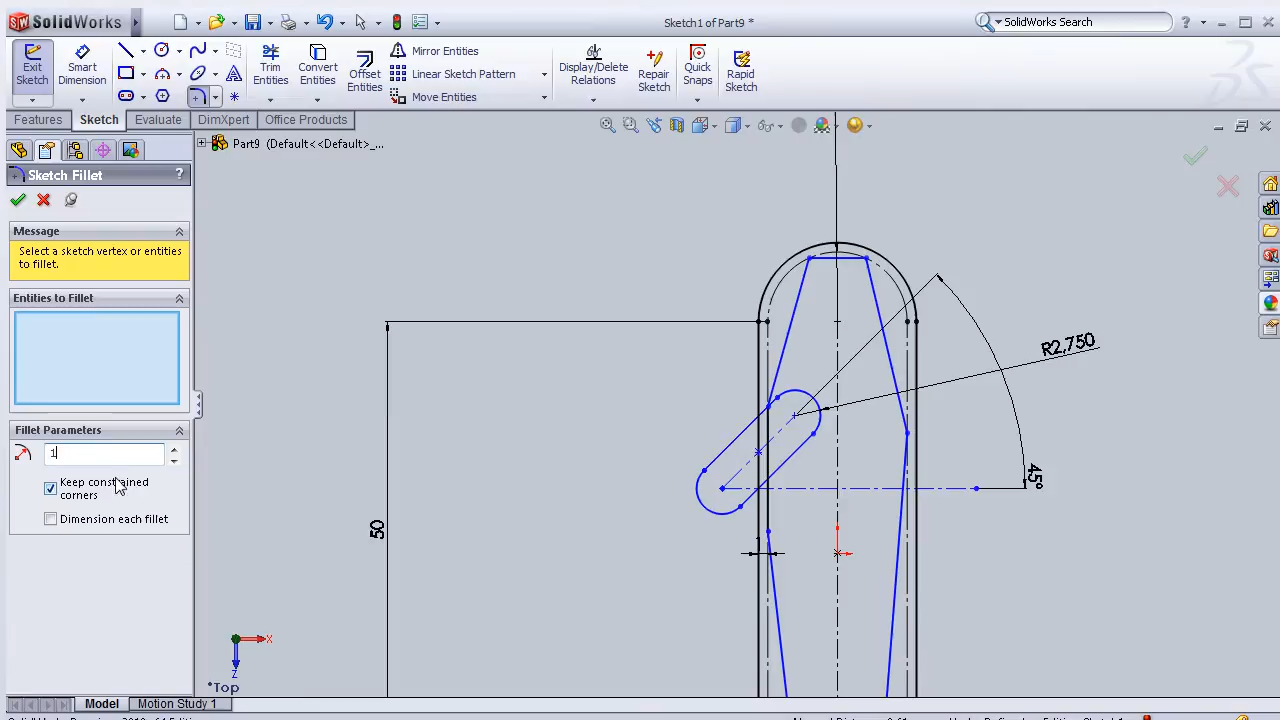 SolidWorks
Sketch1 of Part9 *
SolidWorks Search
Exit Sketch
Smart Dimension
Trim Entities
Convert Entities
Offset Entities
Mirror Entities
Linear Sketch Pattern
Move Entities
Display/Delete Relations
Repair Sketch
Quick Snaps
Rapid Sketch
Features
Sketch
Evaluate
DimXpert
Office Products
Part9 (Default<<Default>_...
Sketch Fillet
?
Message
Select a sketch vertex or entities
to fillet.
Entities to Fillet
Fillet Parameters
1
Keep constrained
corners
Dimension each fillet
R2,750
45°
50
X
Z
*Top
Model
Motion Study 1